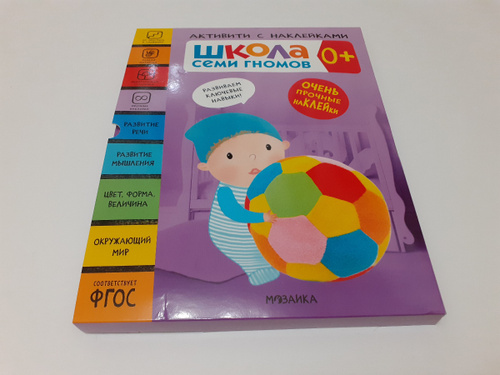 АКТИВИТИ С НАКЛЕЙКАМИ
ШКОЛА
СЕМИ ГНОМОВ
0+
РАЗВИВАЕМ
КЛЮЧЕВЫЕ
НАВЫКИ!
ОЧЕНЬ
ПРОЧНЫЕ
НАКЛЕЙКИ
РАЗВИТИЕ
РЕЧИ
РАЗВИТИЕ
МЫШЛЕНИЯ
ЦВЕТ, ФОРМА,
ВЕЛИЧИНА
ОКРУЖАЮЩИЙ
МИР
СООТВЕТСТВУЕТ
ФГОС
МОЗАИКА